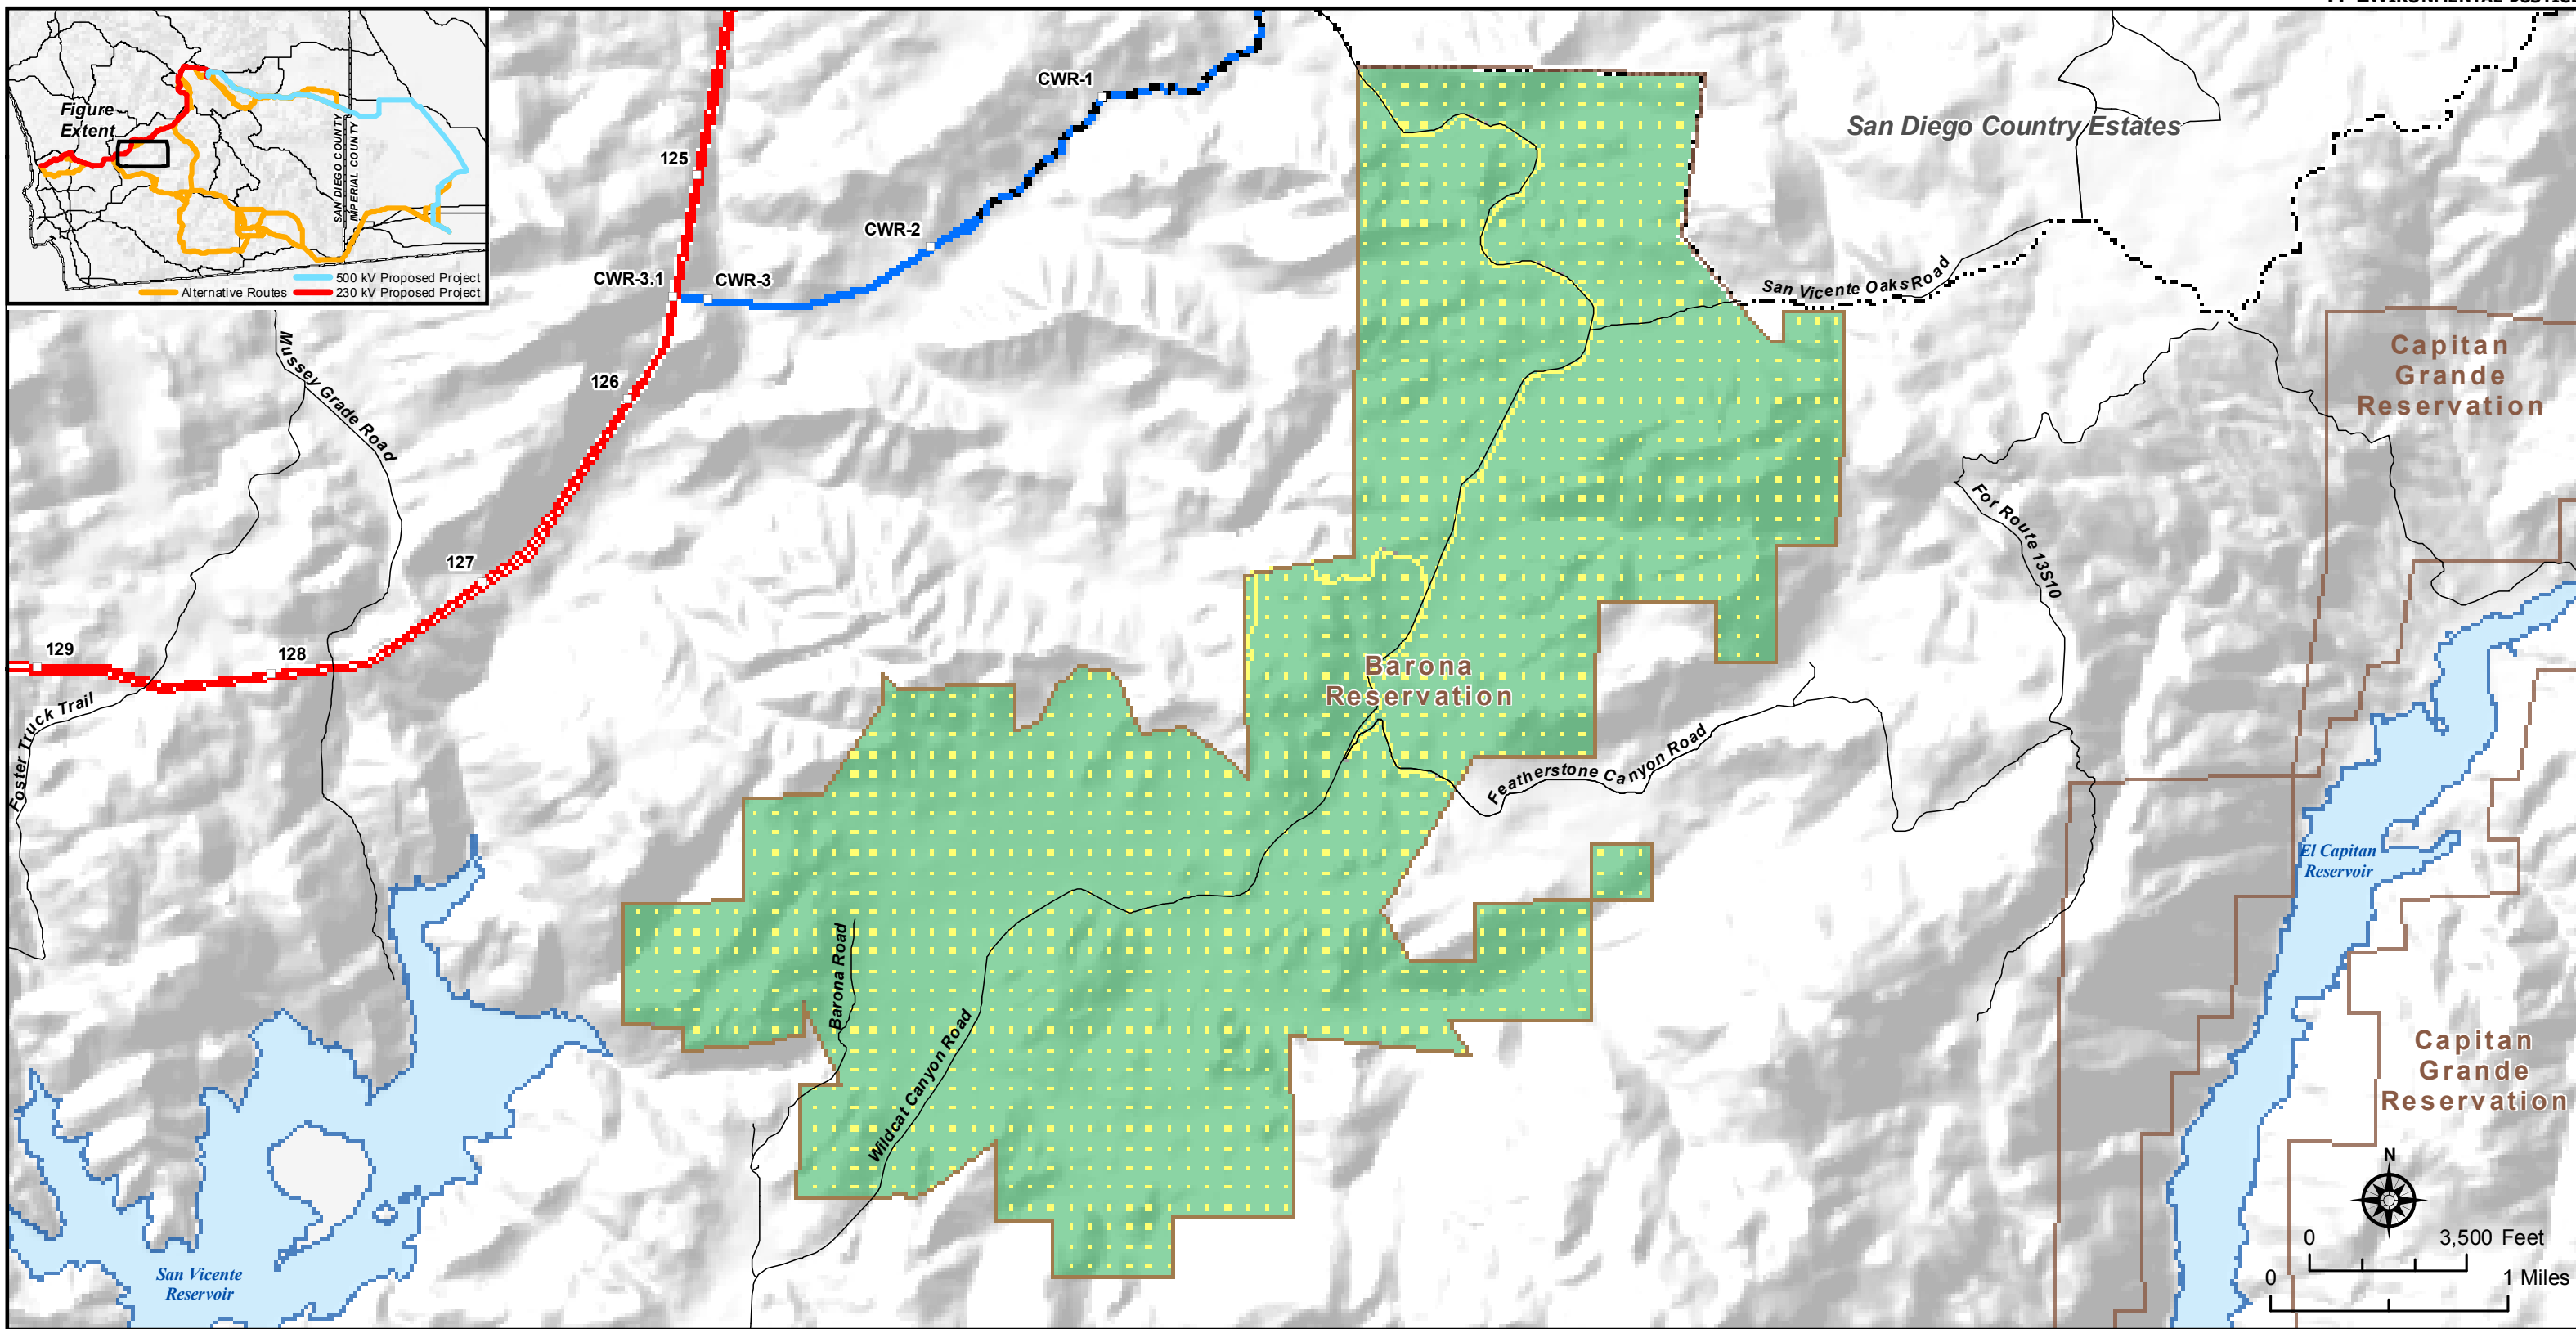 Figure
Extent
SAN DIEGO COUNTY
IMPERIAL COUNTY
500 kV Proposed Project
Alternative Routes
230 kV Proposed Project
CWR-1
San Diego Country Estates
125
CWR-2
CWR-3.1
CWR-3
San Vicente Oaks Road
Mussey Grade Road
126
Capitan
Grande
Reservation
For Route 13S10
127
129
128
Barona
Reservation
Foster Truck Trail
Featherstone Canyon Road
El Capitan
Reservoir
Barona Road
Wildcat Canyon Road
Capitan
Grande
Reservation
N
0
3,500 Feet
0
1 Miles
San Vicente
Reservoir